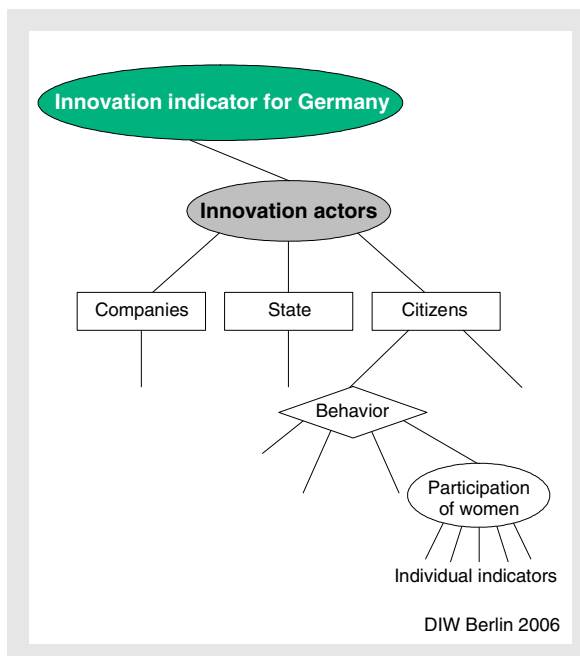 Innovation indicator for Germany
Innovation actors
Companies
State
Citizens
Behavior
Participation
of women
Individual indicators
DIW Berlin 2006